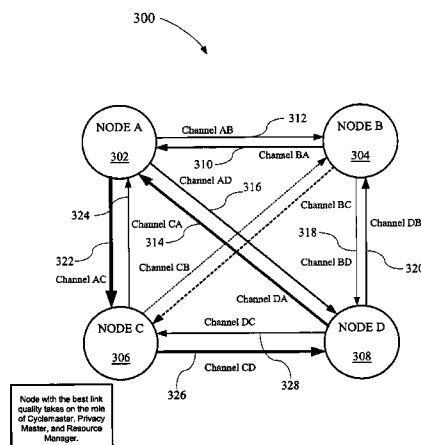 300
NODE A
302
312
Channel AB
NODE B
304
Channel BA
310
Channel AD
316
324
Channel CA
314
322
Channel BC
318
Channel DB
Channel BD
320
Channel AC
Channel CB
Channel DA
NODE C
306
Channel DC
NODE D
308
326
Channel CD
328
Node with the best link
quality takes on the role
of Cyclemaster, Privacy
Master, and Resource
Manager.